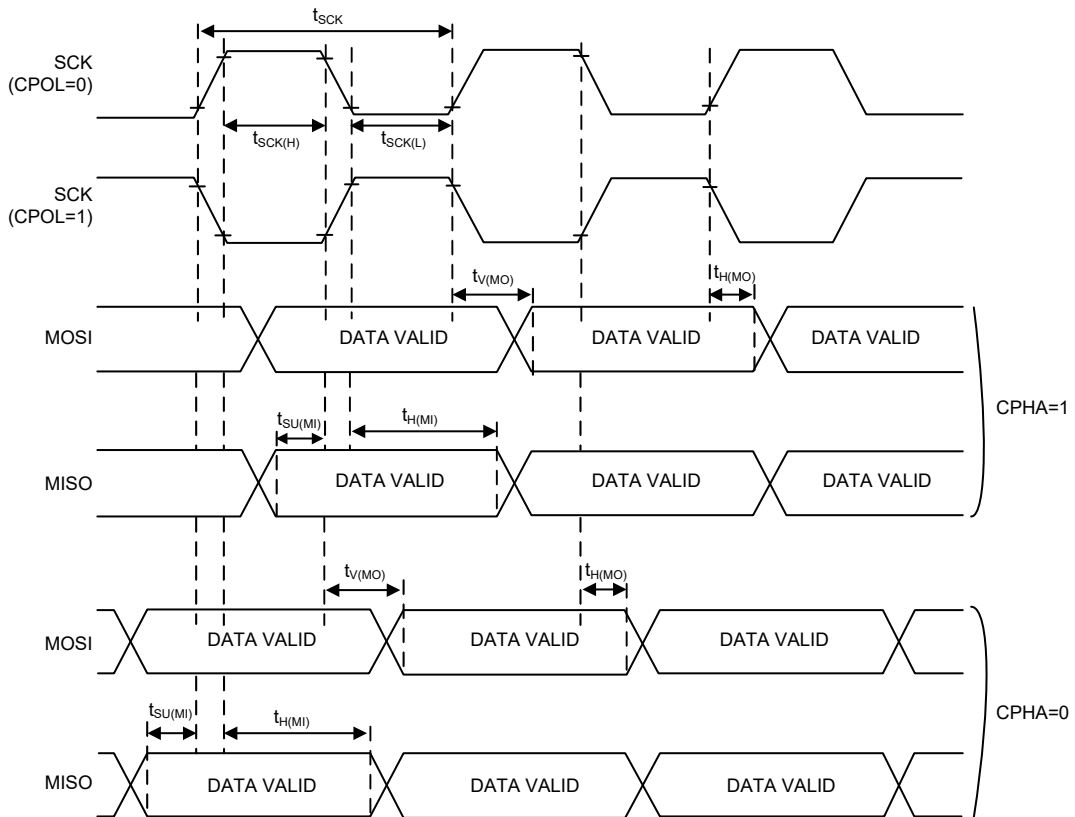 tSCK
SCK
(CPOL=0)
tSCK(H)
tSCK(L)
SCK
(CPOL=1)
tV(MO)
tH(MO)
MOSI
DATA VALID
DATA VALID
DATA VALID
CPHA=1
tSU(MI)
tH(MI)
MISO
DATA VALID
DATA VALID
DATA VALID
tV(MO)
tH(MO)
MOSI
DATA VALID
DATA VALID
DATA VALID
CPHA=0
tSU(MI)
tH(MI)
MISO
DATA VALID
DATA VALID
DATA VALID